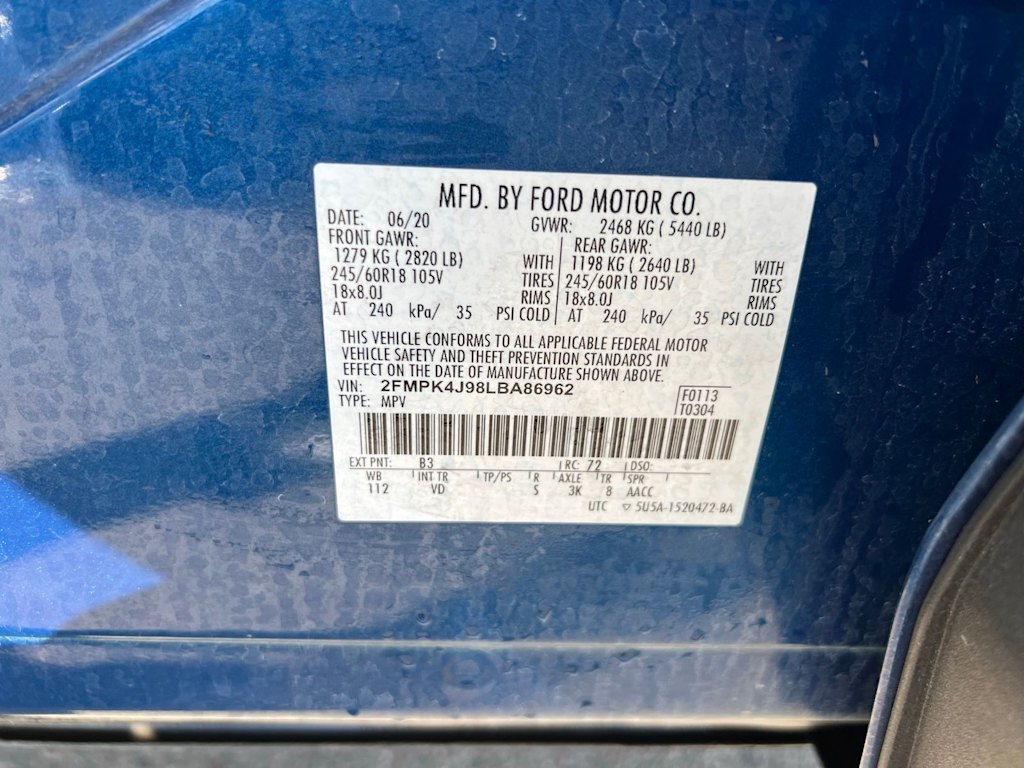 MFD. BY FORD MOTOR CO.
DATE: 06/20 GVWR: 2468 KG ( 5440 LB)
FRONT GAWR: REAR GAWR:
1279 KG ( 2820 LB) WITH 1198 KG ( 2640 LB) WITH
245/60R18 105V TIRES 245/60R18 105V TIRES
18x8.0J RIMS 18x8.0J RIMS
AT 240 kPa/ 35 PSI COLD AT 240 kPa/ 35 PSI COLD
THIS VEHICLE CONFORMS TO ALL APPLICABLE FEDERAL MOTOR
VEHICLE SAFETY AND THEFT PREVENTION STANDARDS IN
EFFECT ON THE DATE OF MANUFACTURE SHOWN ABOVE.
VIN: 2FMPK4J98LBA86962
TYPE: MPV
F0113
T0304
EXT PNT: B3 RC: 72 DSO:
WB INT TR TP/PS R AXLE TR SPR
112 VD S 3K 8 AACC
UTC ▽ 5U5A-1520472-BA